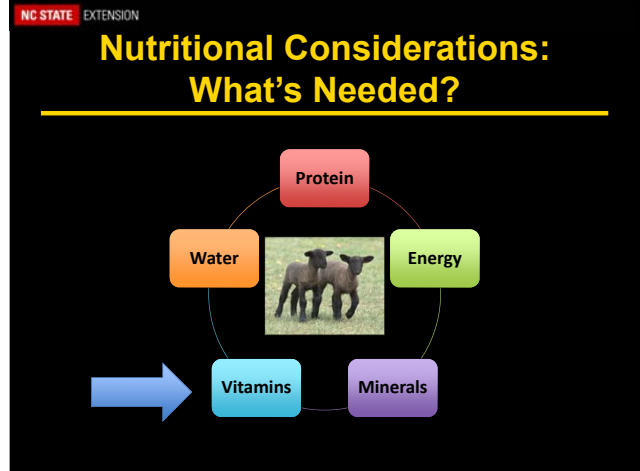 NC STATE EXTENSION
Nutritional Considerations:
What's Needed?
Protein
Water
Energy
Vitamins
Minerals